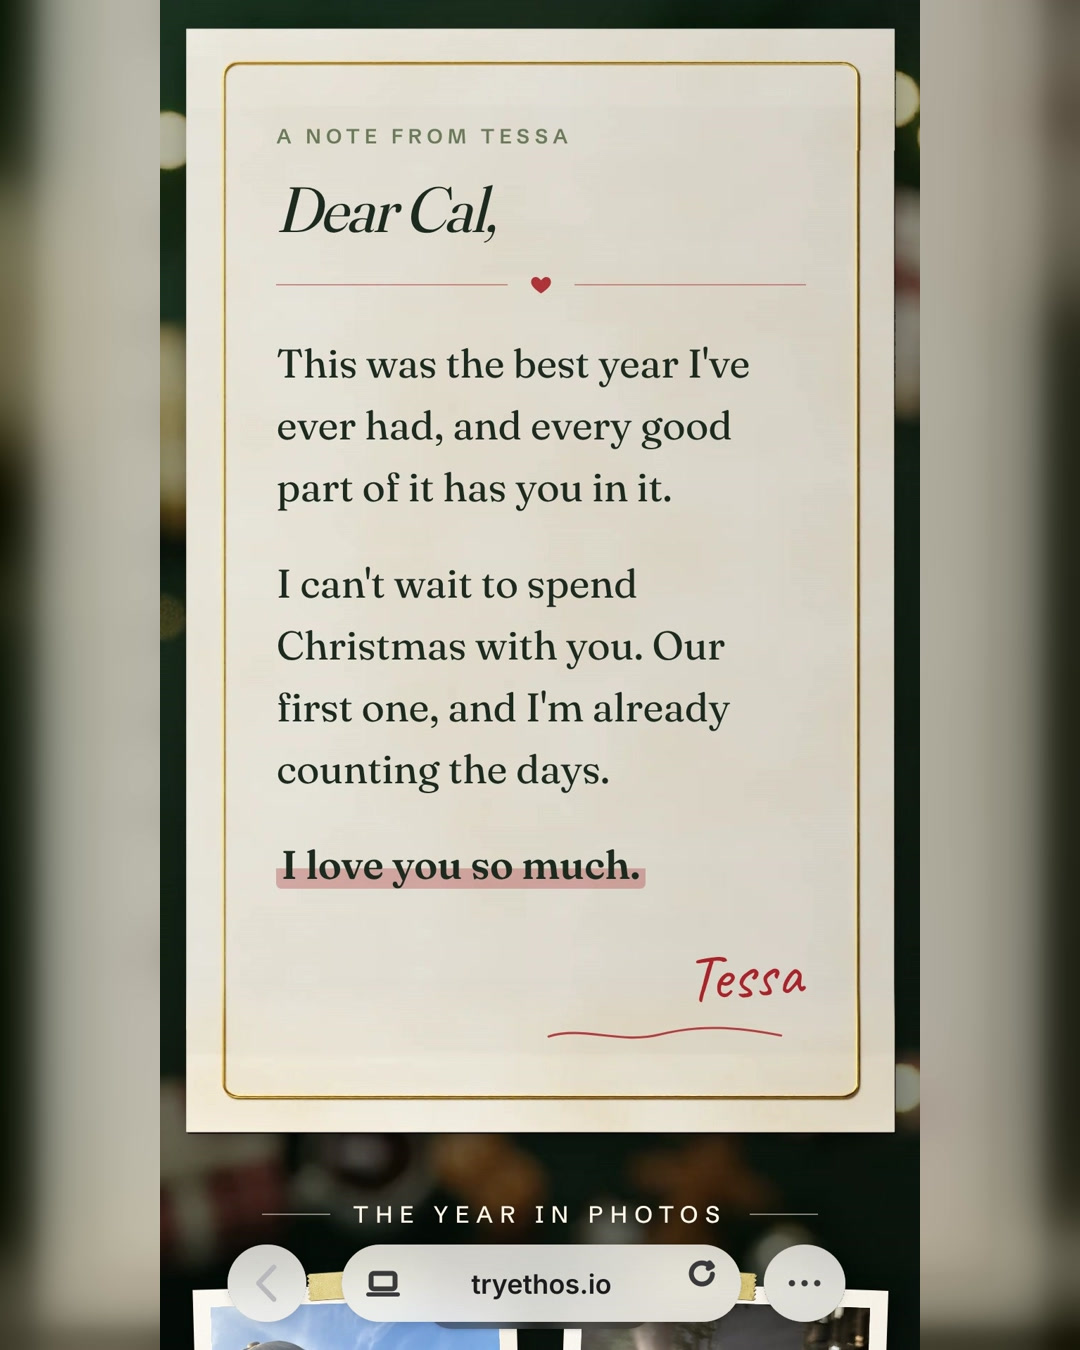 A NOTE FROM TESSA
Dear Cal,
This was the best year I've
ever had, and every good
part of it has you in it.
I can't wait to spend
Christmas with you. Our
first one, and I'm already
counting the days.
I love you so much.
Tessa
THE YEAR IN PHOTOS
tryethos.io